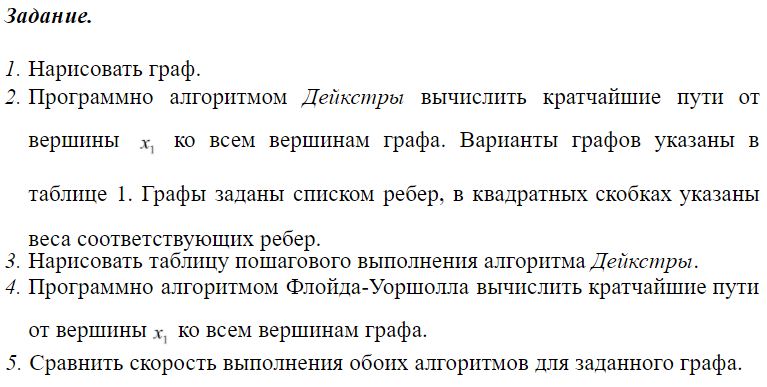 Задание.
1. Нарисовать граф.
2. Программно алгоритмом Дейкстры вычислить кратчайшие пути от
вершины x₁ ко всем вершинам графа. Варианты графов указаны в
таблице 1. Графы заданы списком ребер, в квадратных скобках указаны
веса соответствующих ребер.
3. Нарисовать таблицу пошагового выполнения алгоритма Дейкстры.
4. Программно алгоритмом Флойда-Уоршолла вычислить кратчайшие пути
от вершины x₁ ко всем вершинам графа.
5. Сравнить скорость выполнения обоих алгоритмов для заданного графа.